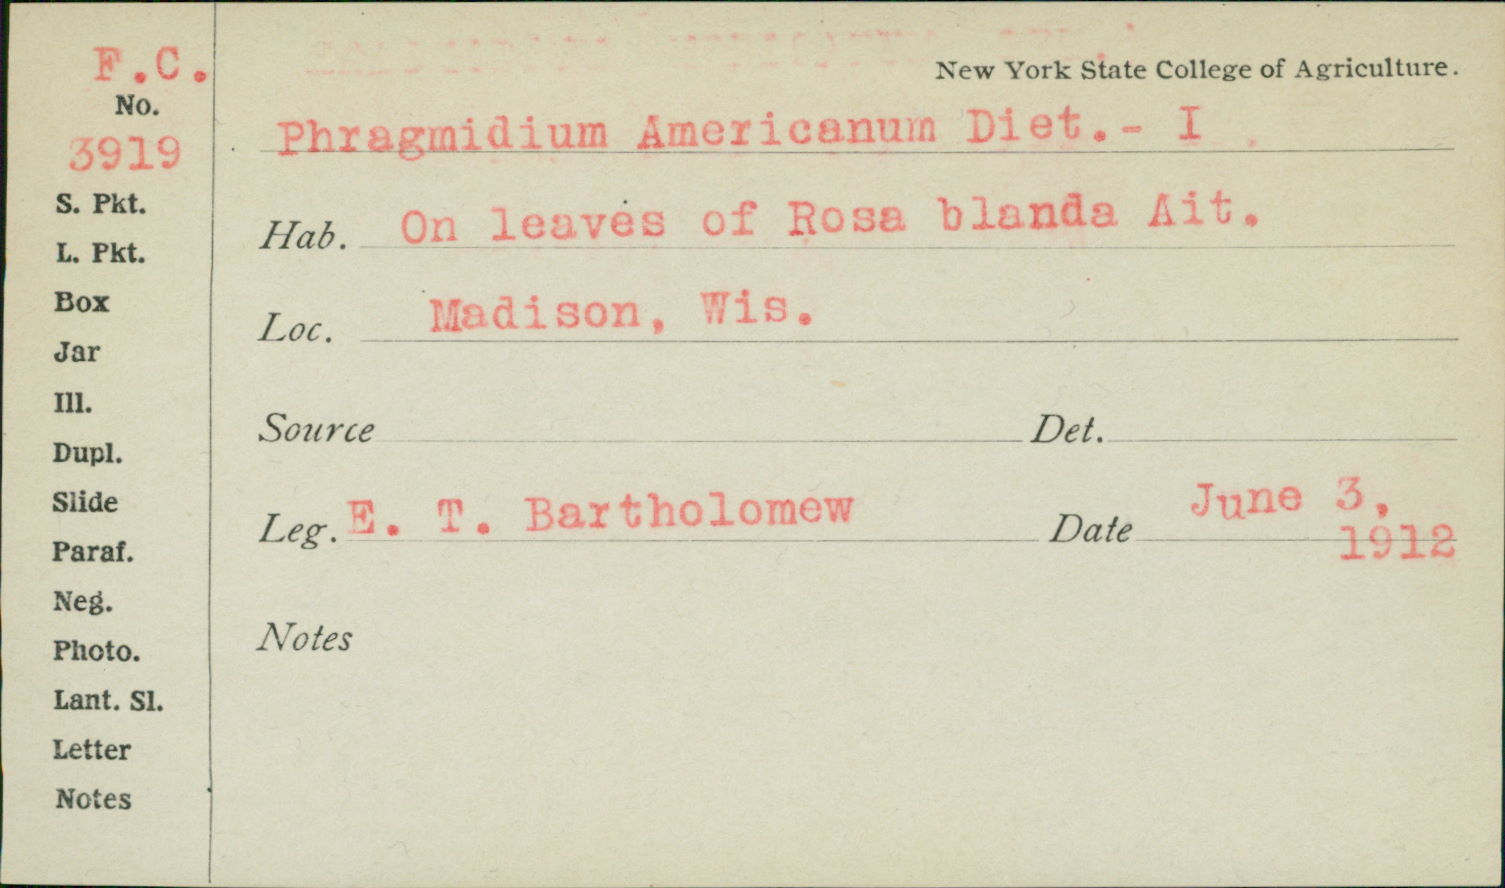 F.C.
No.
3919
S. Pkt.
L. Pkt.
Box
Jar
Ill.
Dupl.
Slide
Paraf.
Neg.
Photo.
Lant. Sl.
Letter
Notes
New York State College of Agriculture.
Phragmidium Americanum Diet.- I
Hab. On leaves of Rosa blanda Ait.
Loc. Madison, Wis.
Source Det.
Leg. E. T. Bartholomew Date June 3,
1912
Notes